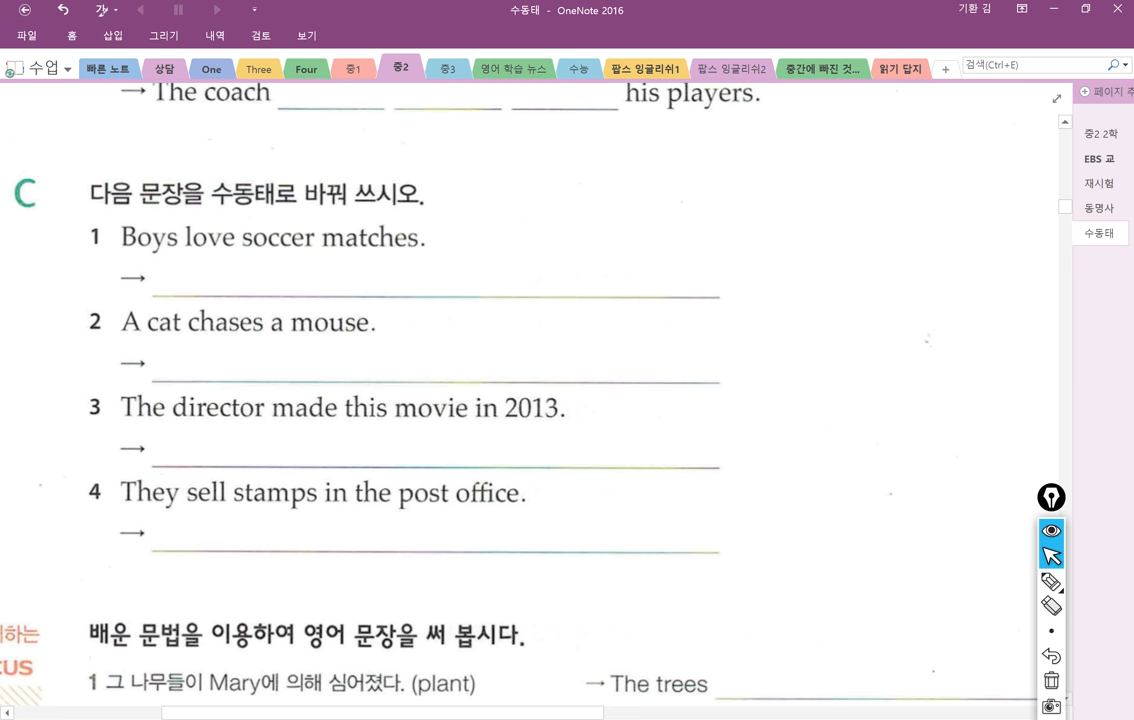 수동태 - OneNote 2016
기환 김
파일 홈 삽입 그리기 내역 검토 보기
수업 빠른 노트 상담 One Three Four 중1 중2 중3 영어 학습 뉴스 수능 팝스 잉글리쉬1 팝스 잉글리쉬2 중간에 빠진 것... 읽기 답지 + 검색(Ctrl+E)
→ The coach his players.
페이지 추
중2 2학
EBS 교
재시험
동명사
수동태
C 다음 문장을 수동태로 바꿔 쓰시오.
1 Boys love soccer matches.
→
2 A cat chases a mouse.
→
3 The director made this movie in 2013.
→
4 They sell stamps in the post office.
→
하는 배운 문법을 이용하여 영어 문장을 써 봅시다.
CUS
1 그 나무들이 Mary에 의해 심어졌다. (plant) → The trees